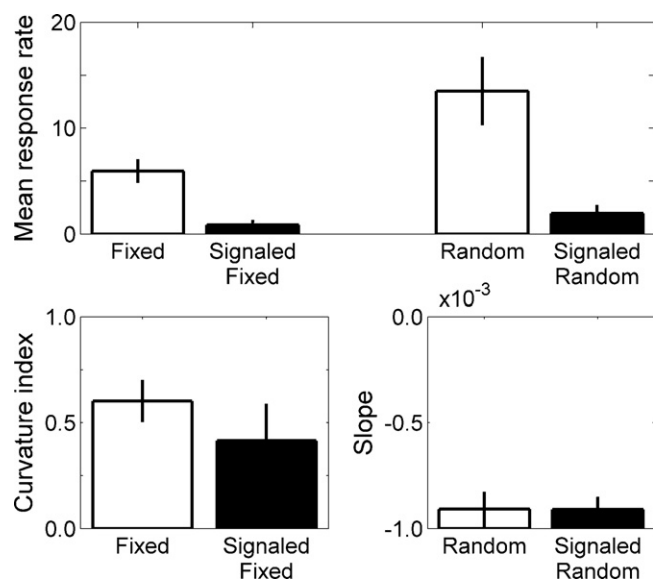 Mean response rate
20
10
0
Fixed
Signaled
Fixed
Random
Signaled
Random
Curvature index
1.0
0.5
0.0
Fixed
Signaled
Fixed
x10⁻³
Slope
0.0
-0.5
-1.0
Random
Signaled
Random